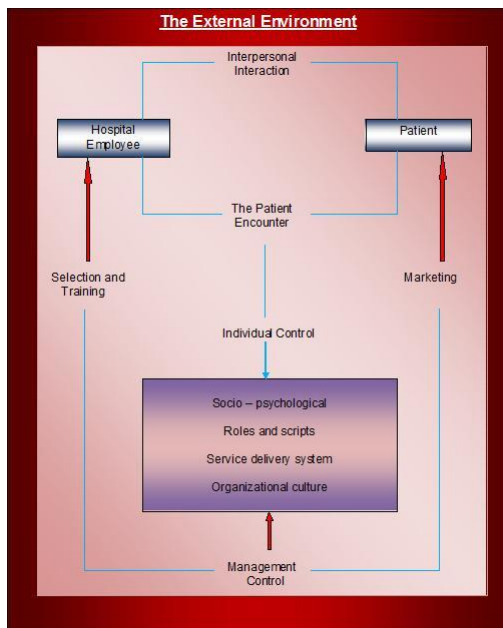 The External Environment
Interpersonal
Interaction
Hospital
Employee
Patient
The Patient
Encounter
Selection and
Training
Marketing
Individual Control
Socio – psychological
Roles and scripts
Service delivery system
Organizational culture
Management
Control